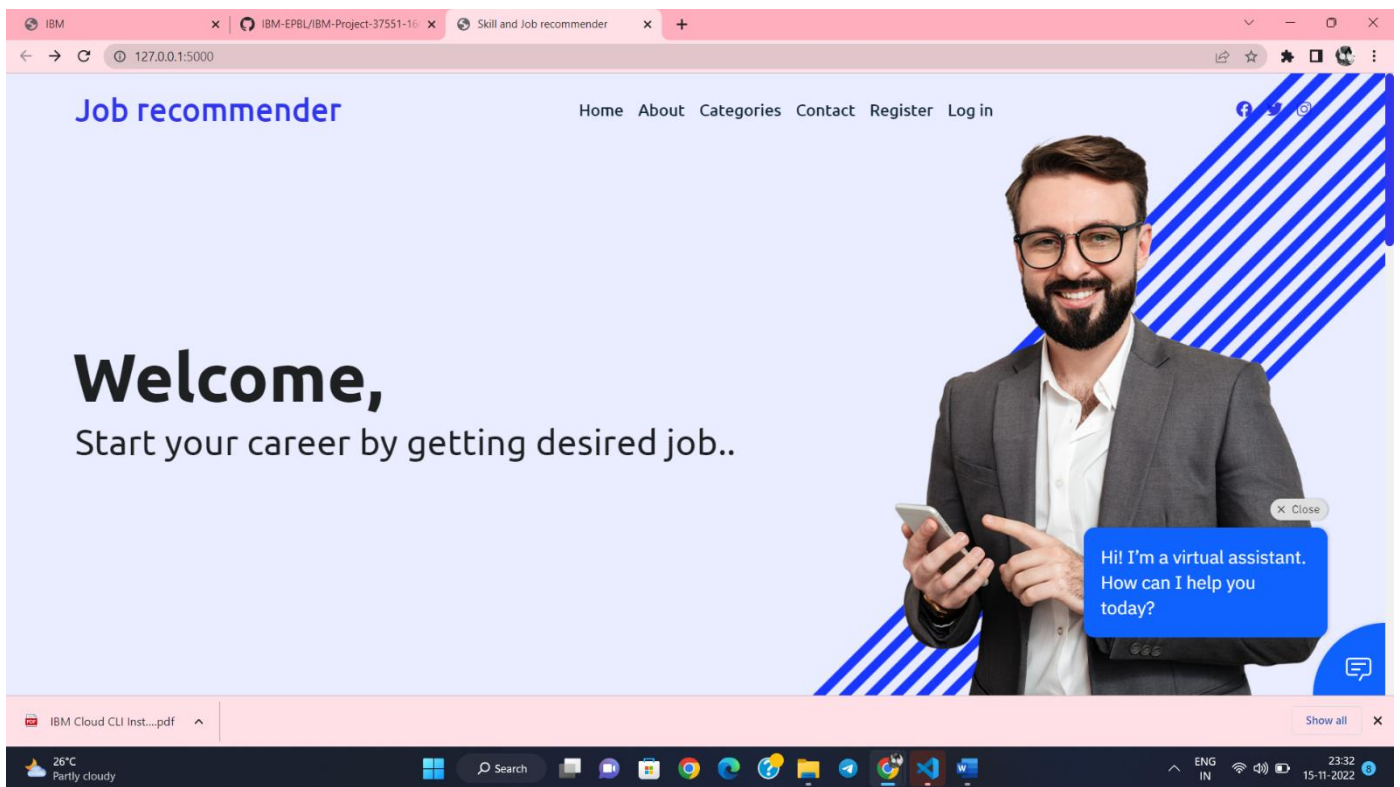 IBM
IBM-EPBL/IBM-Project-37551-16
Skill and Job recommender
127.0.0.1:5000
Job recommender
Home About Categories Contact Register Log in
Welcome,
Start your career by getting desired job..
× Close
Hi! I'm a virtual assistant.
How can I help you
today?
IBM Cloud CLI Inst....pdf
Show all
26°C
Partly cloudy
Search
ENG
IN
23:32
15-11-2022
8